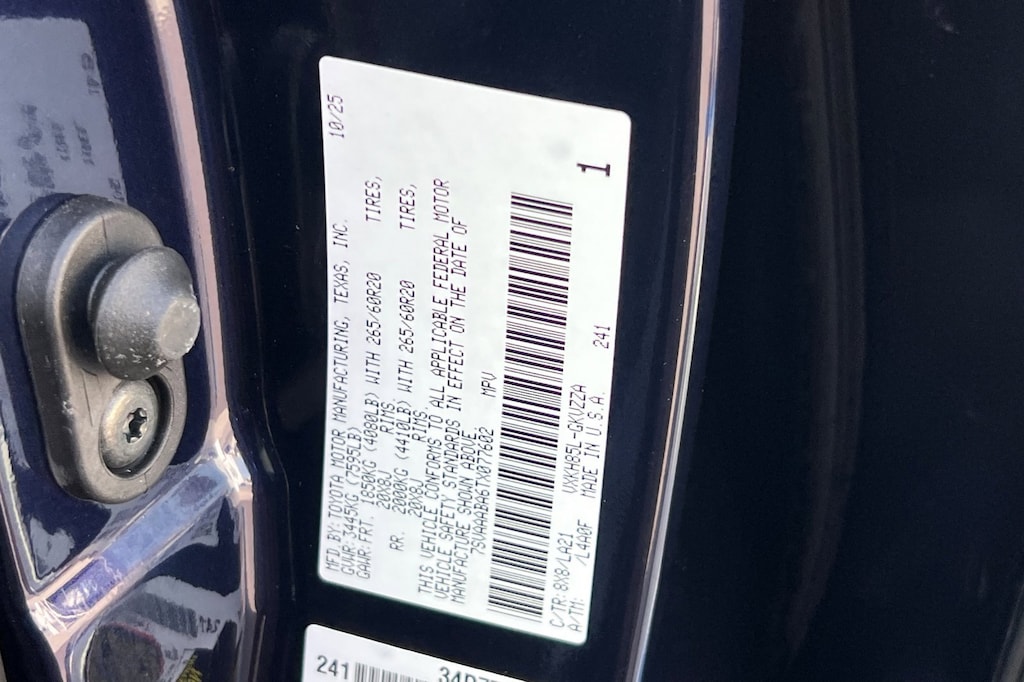 MFD.BY:TOYOTA MOTOR MANUFACTURING, TEXAS, INC. 10/25
GVWR:3445KG (7595LB)
GAWR:FRT. 1850KG (4080LB) WITH 265/60R20 TIRES,
20X8J RIMS.
RR. 2000KG (4410LB) WITH 265/60R20 TIRES,
20X8J RIMS.
THIS VEHICLE CONFORMS TO ALL APPLICABLE FEDERAL MOTOR
VEHICLE SAFETY STANDARDS IN EFFECT ON THE DATE OF
MANUFACTURE SHOWN ABOVE.
7SVAAABA6TX077602 MPV
1
C/TR:8X8/LA21 VXKH85L-GKVZZA
A/TM: /L4A0F MADE IN U.S.A. 241
241